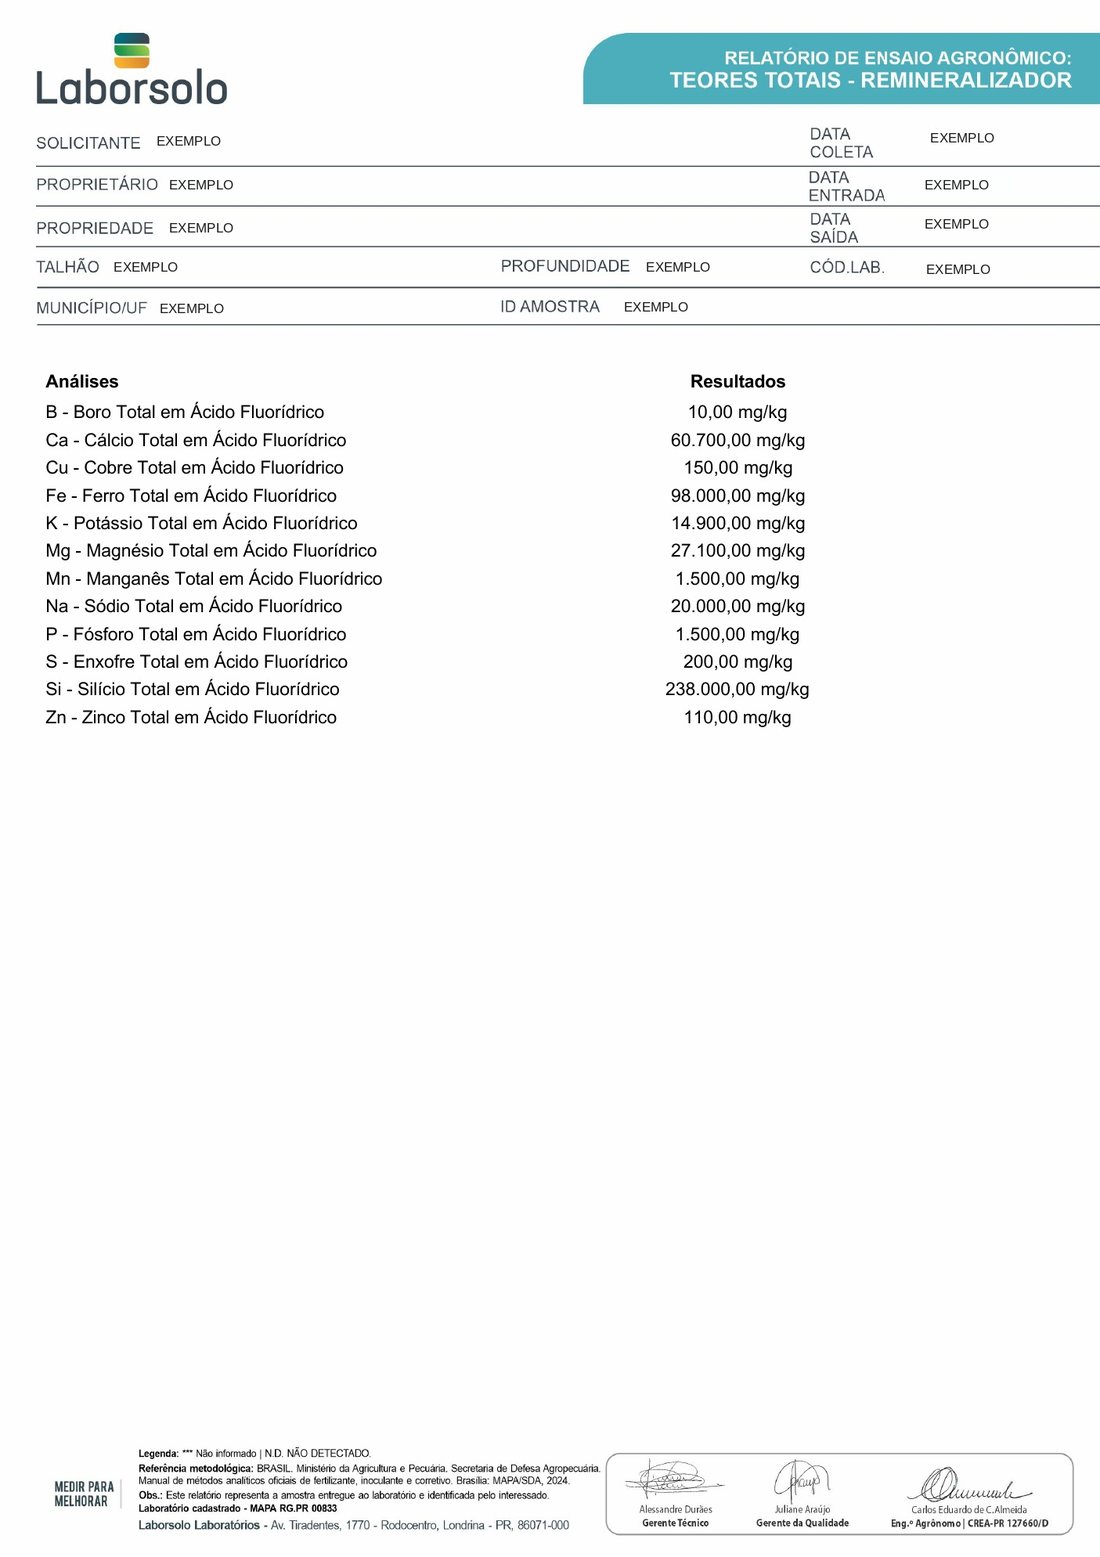 Laborsolo
RELATÓRIO DE ENSAIO AGRONÔMICO:
TEORES TOTAIS - REMINERALIZADOR
SOLICITANTE EXEMPLO DATA COLETA EXEMPLO
PROPRIETÁRIO EXEMPLO DATA ENTRADA EXEMPLO
PROPRIEDADE EXEMPLO DATA SAÍDA EXEMPLO
TALHÃO EXEMPLO PROFUNDIDADE EXEMPLO CÓD.LAB. EXEMPLO
MUNICÍPIO/UF EXEMPLO ID AMOSTRA EXEMPLO
Análises Resultados
B - Boro Total em Ácido Fluorídrico 10,00 mg/kg
Ca - Cálcio Total em Ácido Fluorídrico 60.700,00 mg/kg
Cu - Cobre Total em Ácido Fluorídrico 150,00 mg/kg
Fe - Ferro Total em Ácido Fluorídrico 98.000,00 mg/kg
K - Potássio Total em Ácido Fluorídrico 14.900,00 mg/kg
Mg - Magnésio Total em Ácido Fluorídrico 27.100,00 mg/kg
Mn - Manganês Total em Ácido Fluorídrico 1.500,00 mg/kg
Na - Sódio Total em Ácido Fluorídrico 20.000,00 mg/kg
P - Fósforo Total em Ácido Fluorídrico 1.500,00 mg/kg
S - Enxofre Total em Ácido Fluorídrico 200,00 mg/kg
Si - Silício Total em Ácido Fluorídrico 238.000,00 mg/kg
Zn - Zinco Total em Ácido Fluorídrico 110,00 mg/kg
MEDIR PARA
MELHORAR
Legenda: *** Não informado | N.D. NÃO DETECTADO.
Referência metodológica: BRASIL. Ministério da Agricultura e Pecuária. Secretaria de Defesa Agropecuária.
Manual de métodos analíticos oficiais de fertilizante, inoculante e corretivo. Brasilia: MAPA/SDA, 2024.
Obs.: Este relatório representa a amostra entregue ao laboratório e identificada pelo interessado.
Laboratório cadastrado - MAPA RG.PR 00833
Laborsolo Laboratórios - Av. Tiradentes, 1770 - Rodocentro, Londrina - PR, 86071-000
Alessandre Durães
Gerente Técnico
Juliane Araújo
Gerente da Qualidade
Carlos Eduardo de C.Almeida
Eng.º Agrônomo | CREA-PR 127660/D